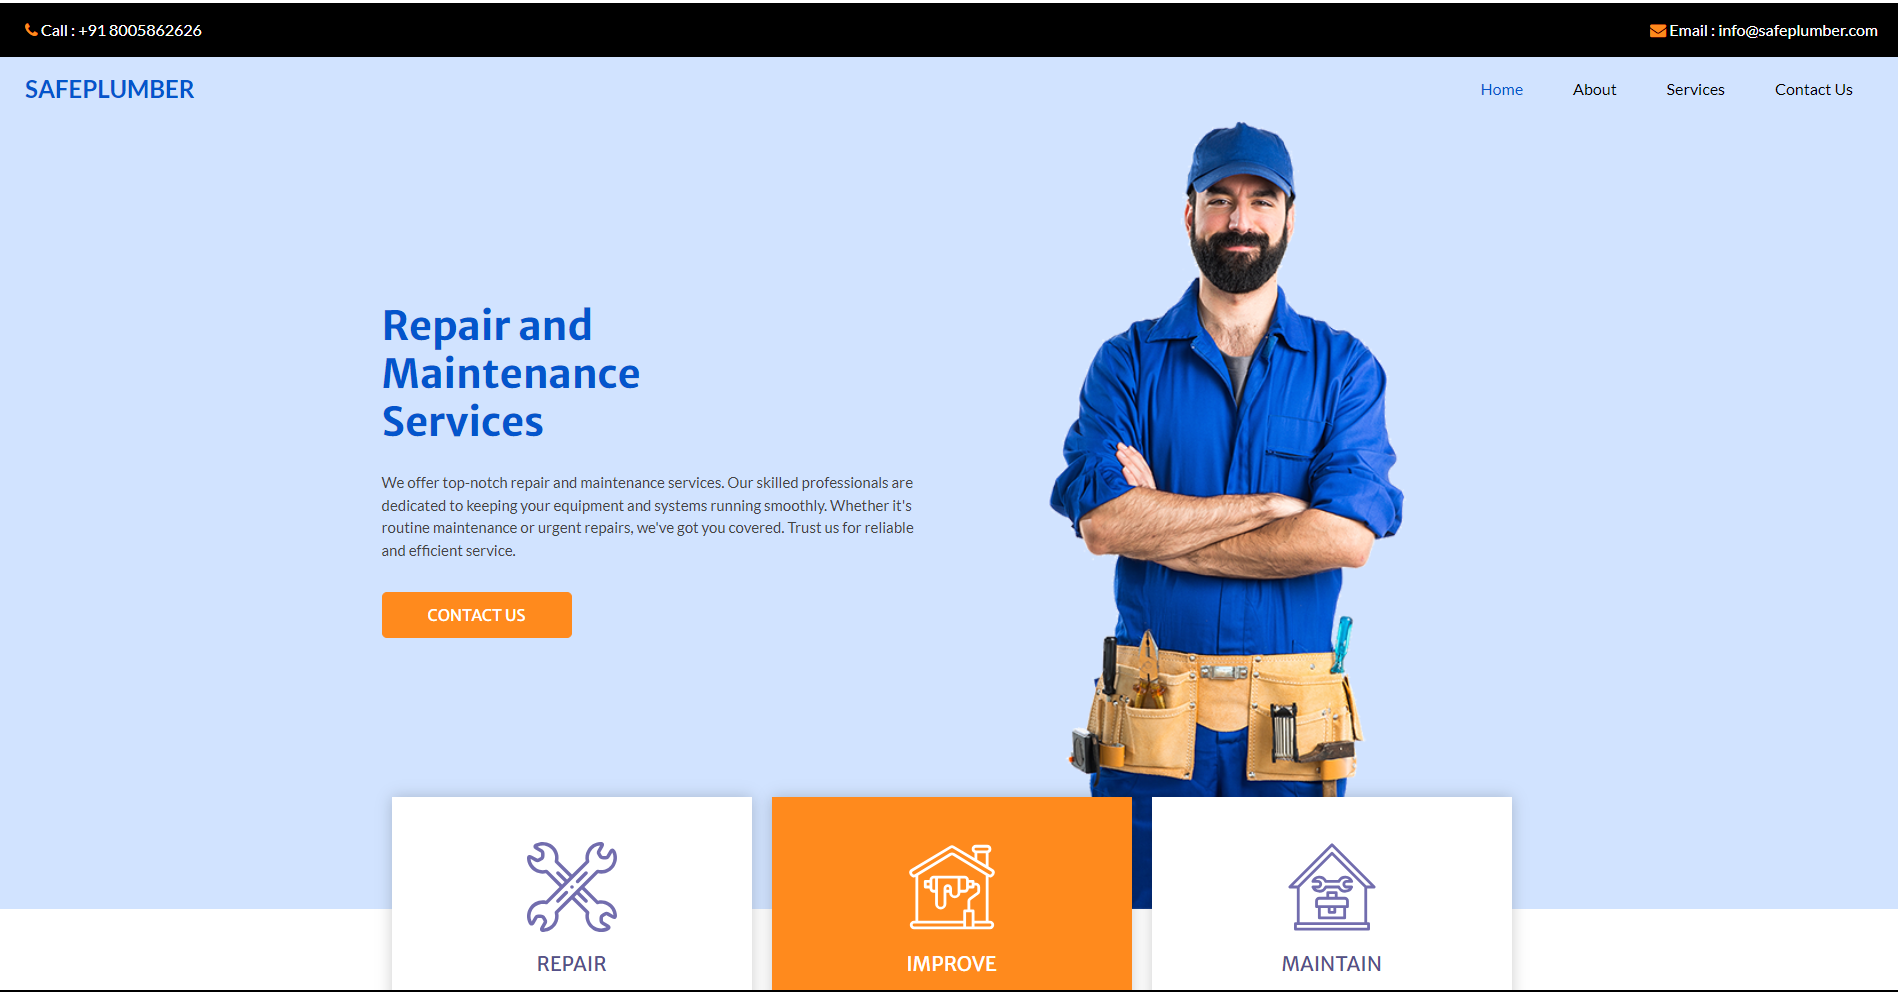 Call : +91 8005862626
Email : info@safeplumber.com
SAFEPLUMBER
Home
About
Services
Contact Us
Repair and
Maintenance
Services
We offer top-notch repair and maintenance services. Our skilled professionals are
dedicated to keeping your equipment and systems running smoothly. Whether it's
routine maintenance or urgent repairs, we've got you covered. Trust us for reliable
and efficient service.
CONTACT US
REPAIR
IMPROVE
MAINTAIN